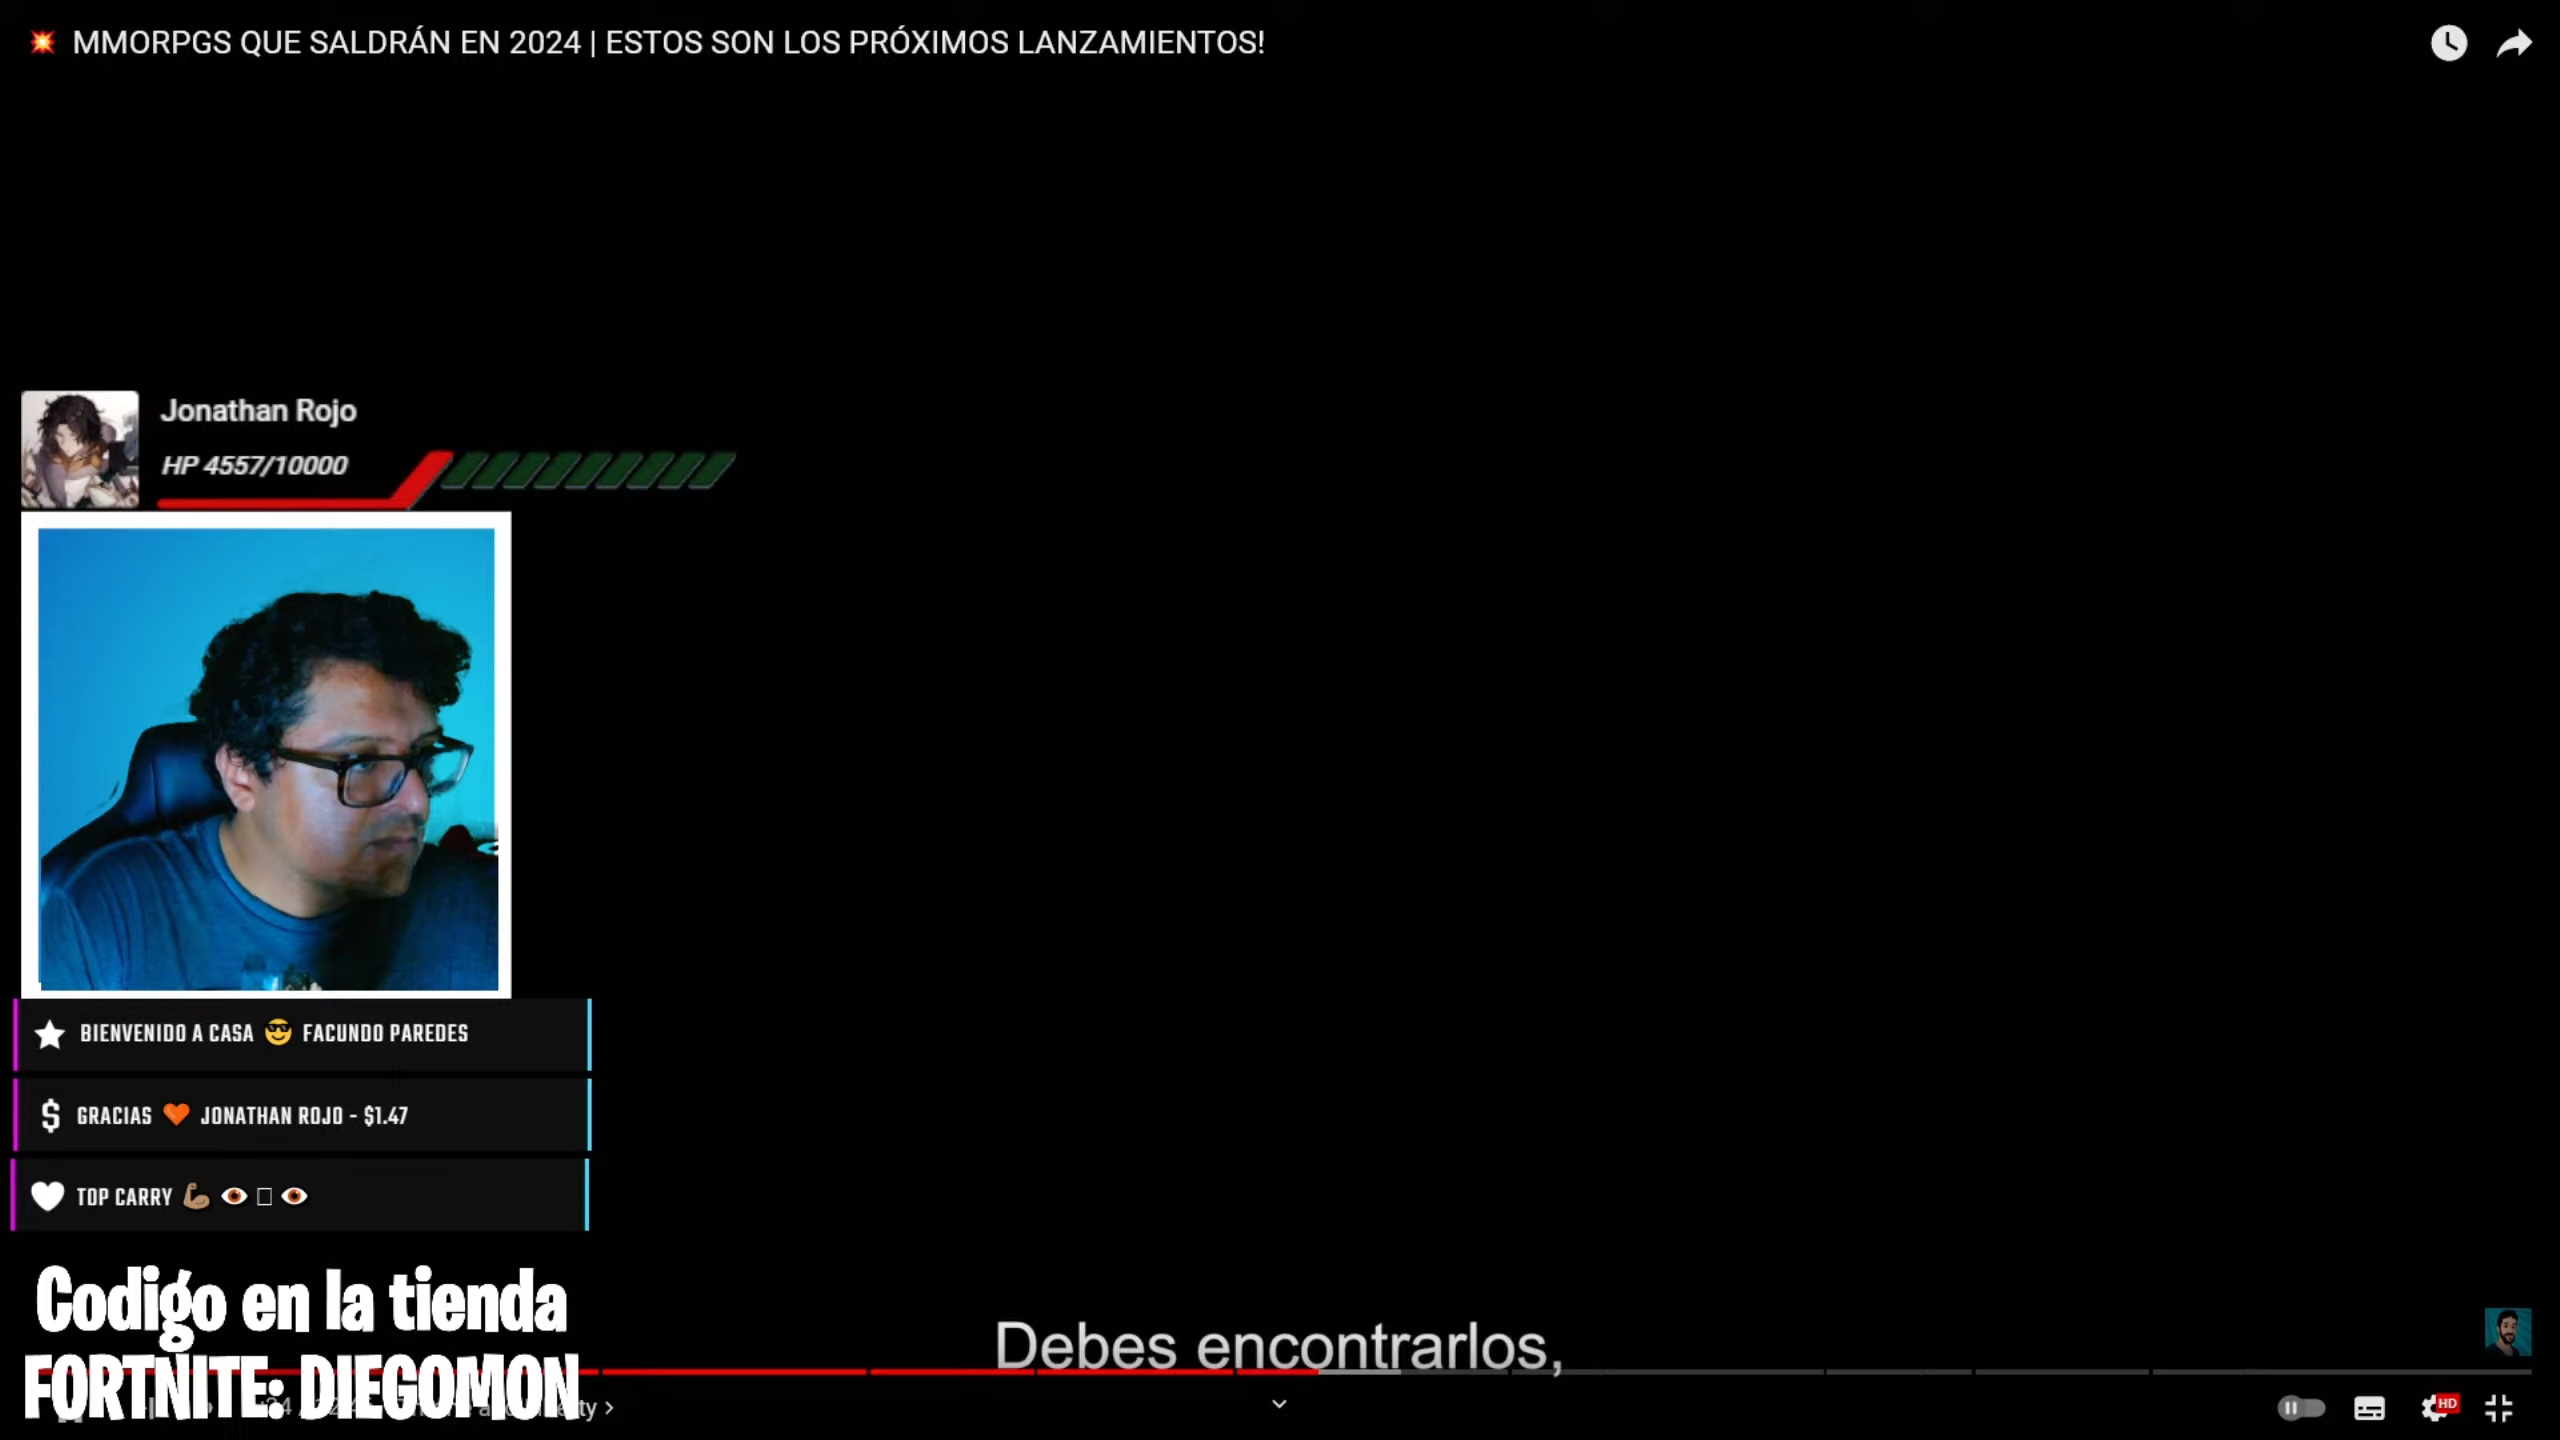 💥 MMORPGS QUE SALDRÁN EN 2024 | ESTOS SON LOS PRÓXIMOS LANZAMIENTOS!
Jonathan Rojo
HP 4557/10000
BIENVENIDO A CASA 😎 FACUNDO PAREDES
$ GRACIAS 🧡 JONATHAN ROJO - $1.47
TOP CARRY 💪🏽 👁 □ 👁
Codigo en la tienda
FORTNITE: DIEGOMON
Debes encontrarlos,
HD